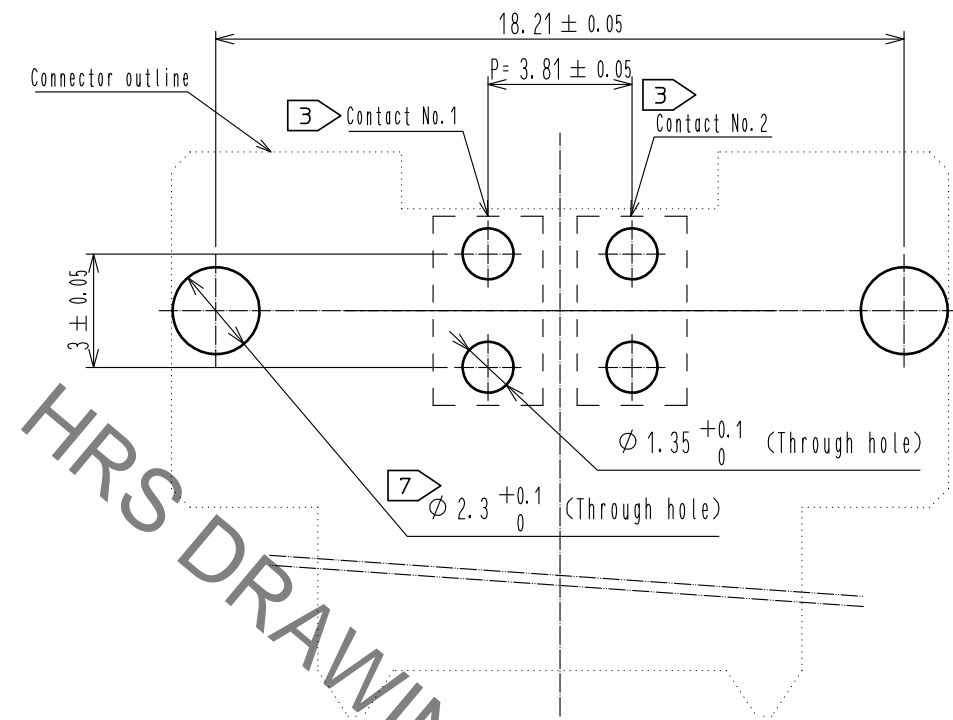 18.21 ± 0.05
P= 3.81 ± 0.05
Connector outline
3
Contact No.1
3
Contact No.2
3 ± 0.05
Ø 1.35 +0.1 0 (Through hole)
7
Ø 2.3 +0.1 0 (Through hole)
HRS DRAWIN